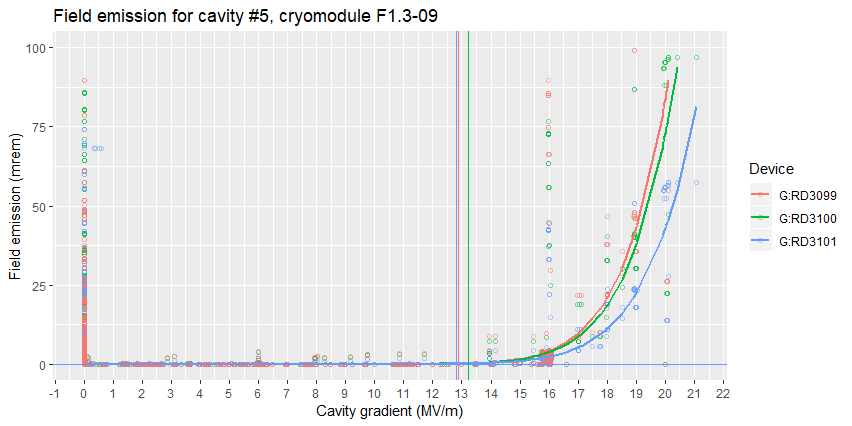 Field emission for cavity #5, cryomodule F1.3-09
100
75
50
25
0
Field emission (mrem)
-1 0 1 2 3 4 5 6 7 8 9 10 11 12 13 14 15 16 17 18 19 20 21 22
Cavity gradient (MV/m)
Device
G:RD3099
G:RD3100
G:RD3101